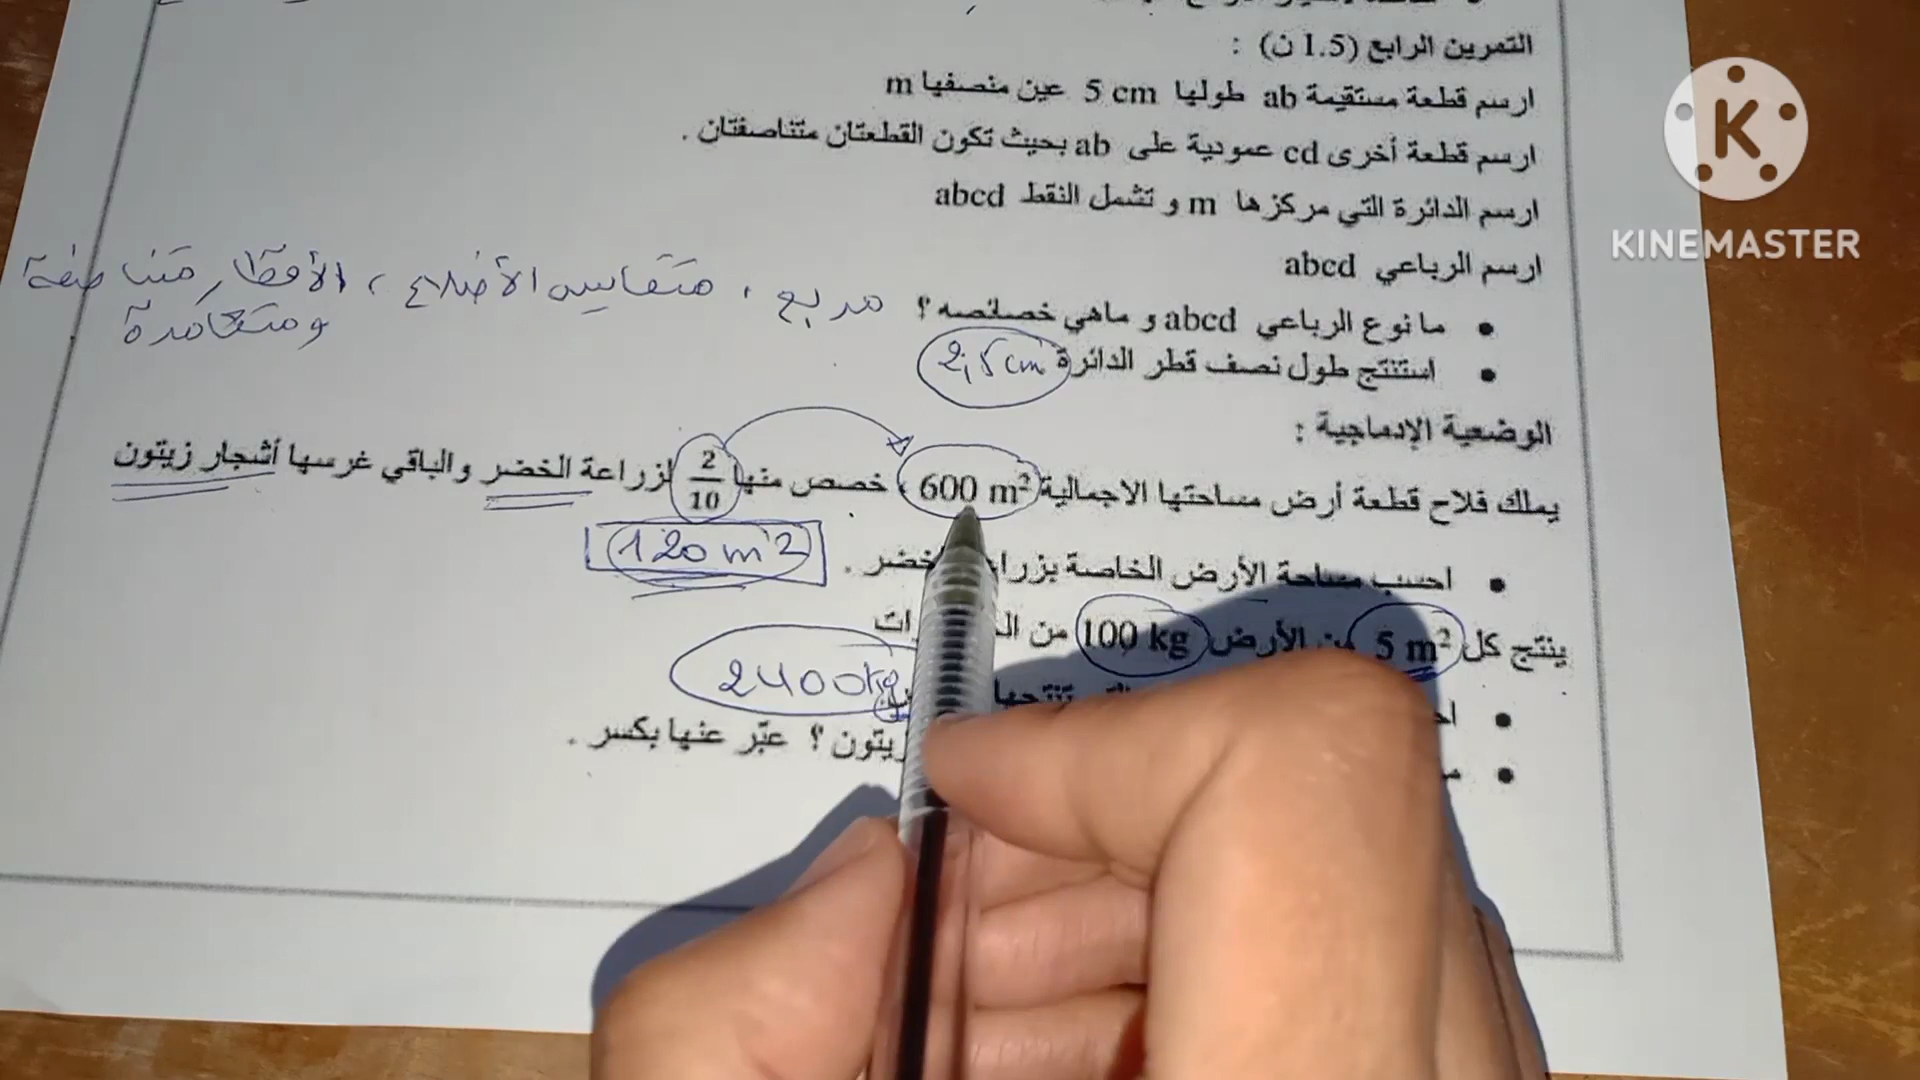 التمرين الرابع (1.5 ن) :
ارسم قطعة مستقيمة ab طولها 5 cm عين منصفها m
ارسم قطعة أخرى cd عمودية على ab بحيث تكون القطعتان متناصفتان .
ارسم الدائرة التي مركزها m و تشمل النقط abcd
ارسم الرباعي abcd
• ما نوع الرباعي abcd و ماهي خصائصه ؟ مربع ، متقايس الأضلاع ، الأقطار متناصفة
ومتعامدة
• استنتج طول نصف قطر الدائرة 2,5 cm
الوضعية الإدماجية :
يملك فلاح قطعة أرض مساحتها الاجمالية 600 m² ، خصص منها 2/10 لزراعة الخضر والباقي غرسها أشجار زيتون
120 m²
• احسب مساحة الأرض الخاصة بزراعة الخضر .
ينتج كل 5 m² من الأرض 100 kg من
• تنتجها 2400 kg
• زيتون ؟ عبّر عنها بكسر .
K
KINEMASTER